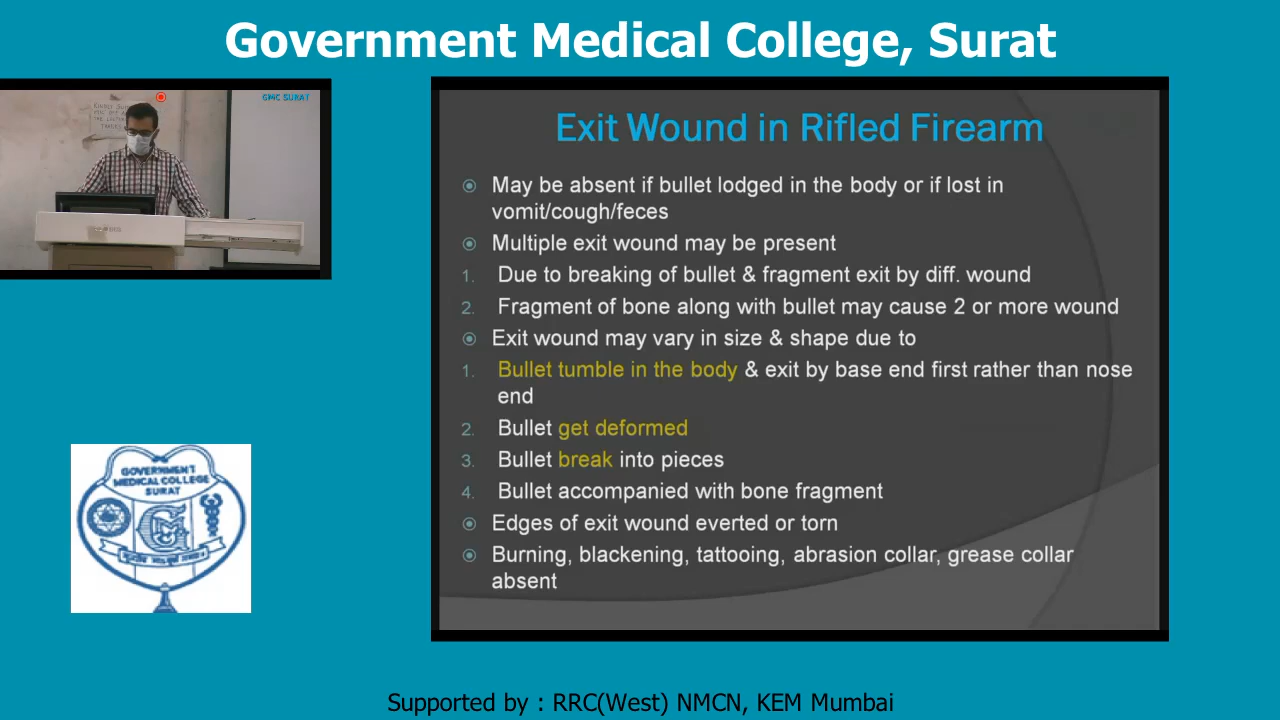 Government Medical College, Surat
GMC SURAT
Exit Wound in Rifled Firearm
May be absent if bullet lodged in the body or if lost in
vomit/cough/feces
Multiple exit wound may be present
1. Due to breaking of bullet & fragment exit by diff. wound
2. Fragment of bone along with bullet may cause 2 or more wound
Exit wound may vary in size & shape due to
1. Bullet tumble in the body & exit by base end first rather than nose
end
2. Bullet get deformed
3. Bullet break into pieces
4. Bullet accompanied with bone fragment
Edges of exit wound everted or torn
Burning, blackening, tattooing, abrasion collar, grease collar
absent
GOVERNMENT
MEDICAL COLLEGE
SURAT
Supported by : RRC(West) NMCN, KEM Mumbai